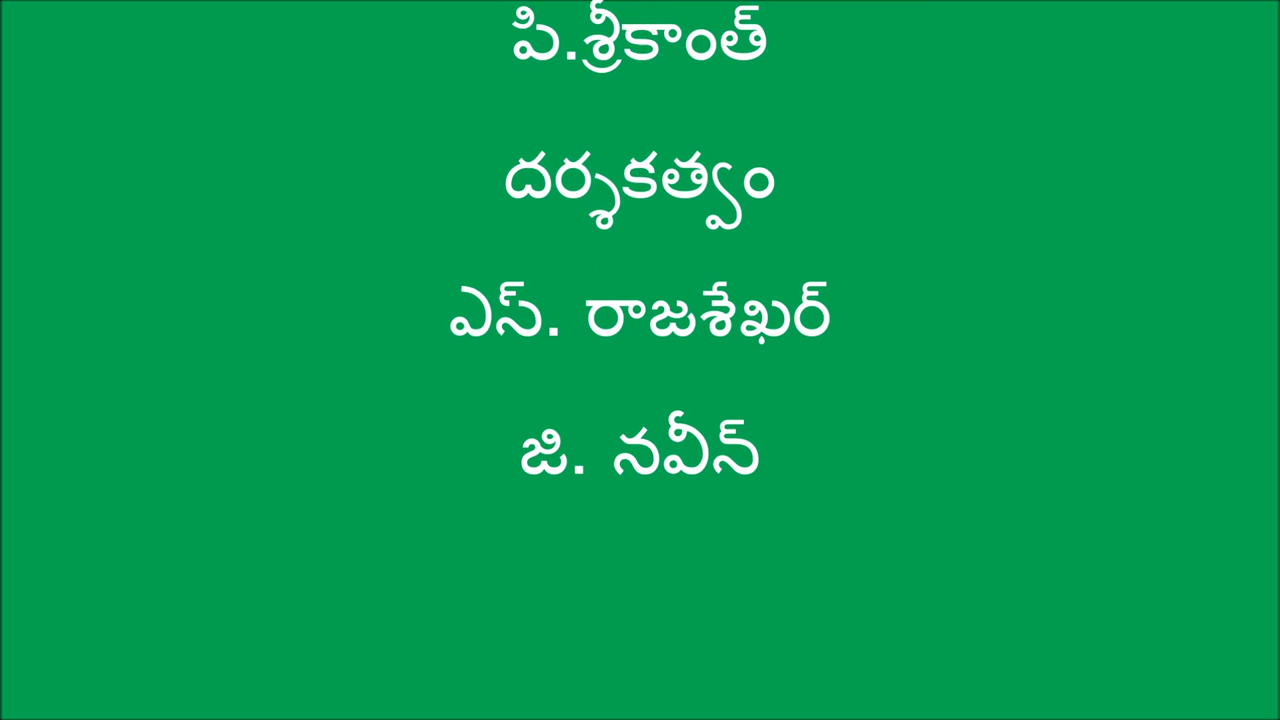 పి.శ్రీకాంత్
దర్శకత్వం
ఎస్. రాజశేఖర్
జి. నవీన్